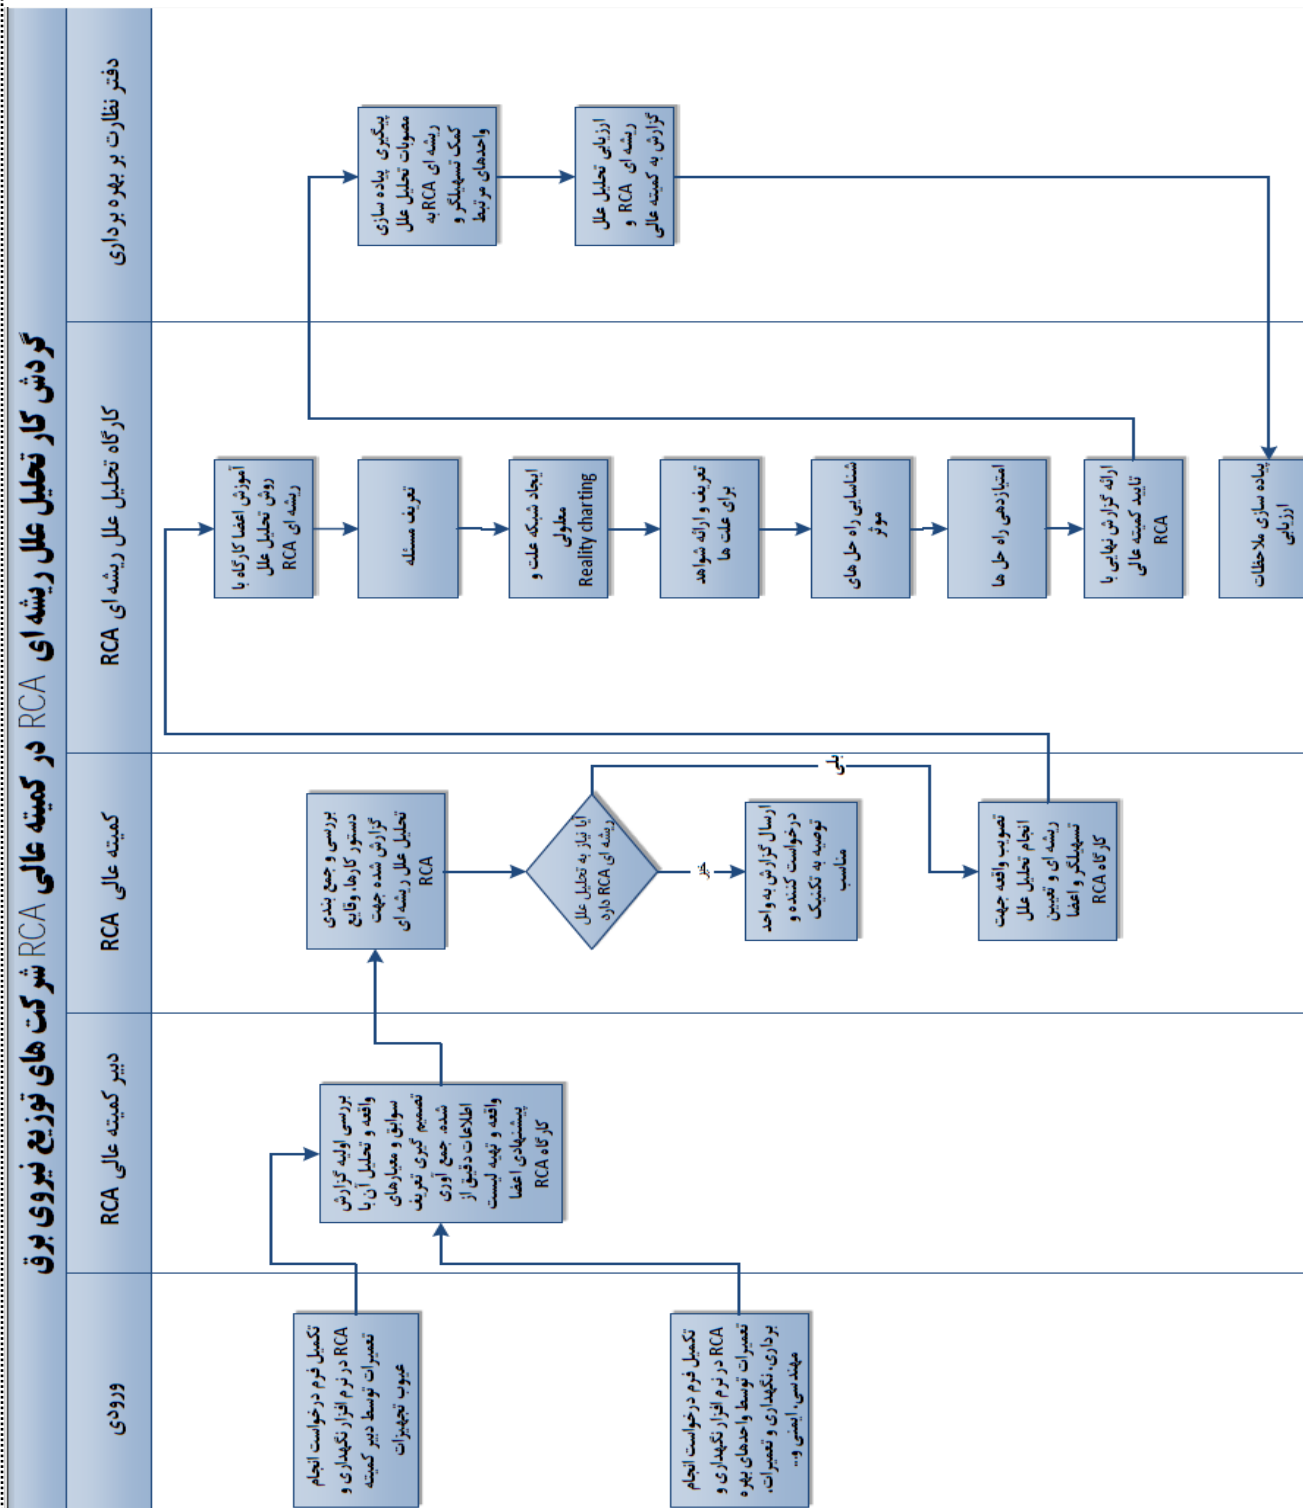 گردش کار تحلیل علل ریشه ای RCA در کمیته عالی RCA شرکت های توزیع نیروی برق
ورودی
دبیر کمیته عالی RCA
کمیته عالی RCA
کارگاه تحلیل علل ریشه ای RCA
دفتر نظارت بر بهره برداری
تکمیل فرم درخواست انجام
RCA در نرم افزار نگهداری و
تعمیرات توسط دبیر کمیته
عیوب تجهیزات
تکمیل فرم درخواست انجام
RCA در نرم افزار نگهداری و
تعمیرات توسط واحدهای بهره
برداری، نگهداری و تعمیرات،
مهندسی، ایمنی و...
بررسی اولیه گزارش
واقعه و تحلیل آن با
سوابق و معیارهای
تصمیم گیری تعریف
شده، جمع آوری
اطلاعات دقیق از
واقعه و تهیه لیست
پیشنهادی اعضا
کارگاه RCA
بررسی و جمع بندی
دستور کارها، وقایع
گزارش شده جهت
تحلیل علل ریشه ای
RCA
آیا نیاز به تحلیل علل
ریشه ای RCA دارد
خیر
بلی
ارسال گزارش به واحد
درخواست کننده و
توصیه به تکنیک
مناسب
تصویب واقعه جهت
انجام تحلیل علل
ریشه ای و تعیین
تسهیلگر و اعضا
کارگاه RCA
آموزش اعضا کارگاه با
روش تحلیل علل
ریشه ای RCA
تعریف مسئله
ایجاد شبکه علت و
معلولی
Reality charting
تعریف و ارائه شواهد
برای علت ها
شناسایی راه حل های
موثر
امتیازدهی راه حل ها
ارائه گزارش نهایی با
تایید کمیته عالی
RCA
پیگیری پیاده سازی
مصوبات تحلیل علل
ریشه ای RCA به
کمک تسهیلگر و
واحدهای مرتبط
ارزیابی تحلیل علل
ریشه ای RCA و
گزارش به کمیته عالی
پیاده سازی ملاحظات
ارزیابی